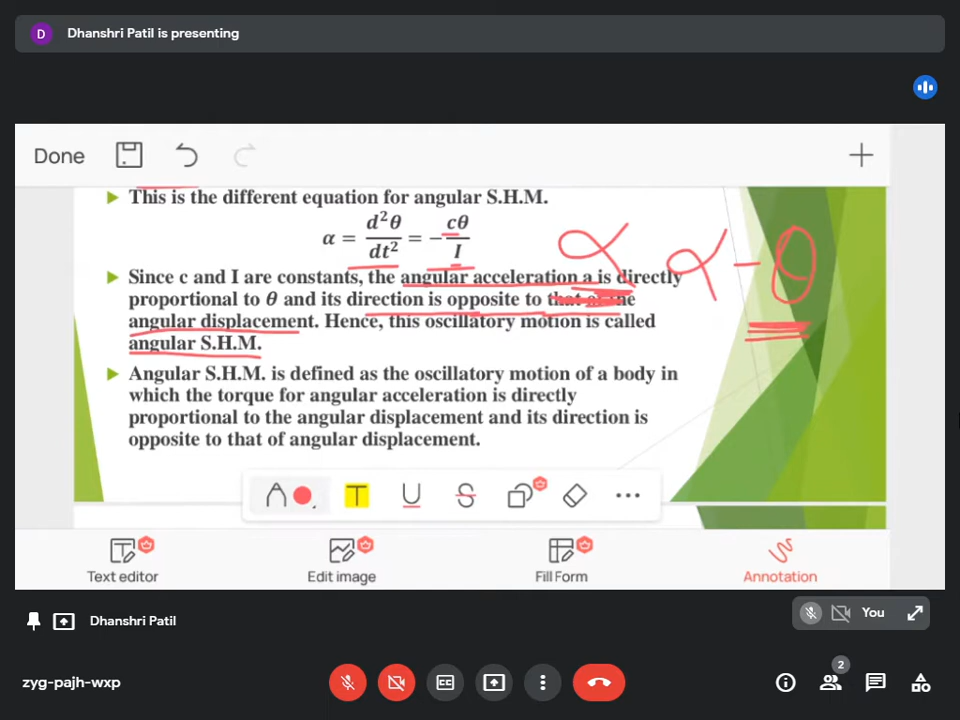 D Dhanshri Patil is presenting
Done
This is the different equation for angular S.H.M.
α = d²θ/dt² = − cθ/I
Since c and I are constants, the angular acceleration a is directly
proportional to θ and its direction is opposite to that of the
angular displacement. Hence, this oscillatory motion is called
angular S.H.M.
α α −θ
Angular S.H.M. is defined as the oscillatory motion of a body in
which the torque for angular acceleration is directly
proportional to the angular displacement and its direction is
opposite to that of angular displacement.
T U S
Text editor Edit image Fill Form Annotation
Dhanshri Patil You
zyg-pajh-wxp CC 2